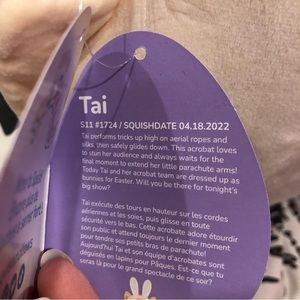 Tai
S11 #1724 / SQUISHDATE 04.18.2022
Tai performs tricks up high on aerial ropes and
silks, then safely glides down. This acrobat loves
to stun her audience and always waits for the
final moment to extend her little parachute arms!
Today Tai and her acrobat team are dressed up as
bunnies for Easter. Will you be there for tonight's
big show?
Tai exécute des tours en hauteur sur les cordes
aériennes et les soies, puis glisse en toute
sécurité vers le bas. Cette acrobate adore étourdir
son public et attend toujours le dernier moment
pour tendre ses petits bras de parachute!
Aujourd'hui Tai et son équipe d'acrobates sont
déguisés en lapins pour Pâques. Est-ce que tu
seras là pour le grand spectacle de ce soir?